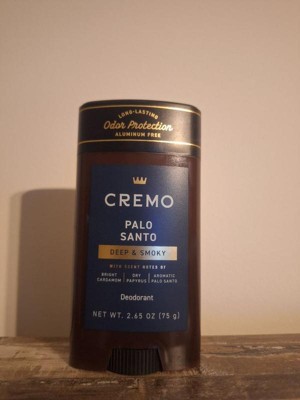 LONG-LASTING
Odor Protection
ALUMINUM FREE
CREMO
PALO
SANTO
DEEP & SMOKY
WITH SCENT NOTES OF
BRIGHT CARDAMOM | DRY PAPYRUS | AROMATIC PALO SANTO
Deodorant
NET WT. 2.65 OZ (75 g)